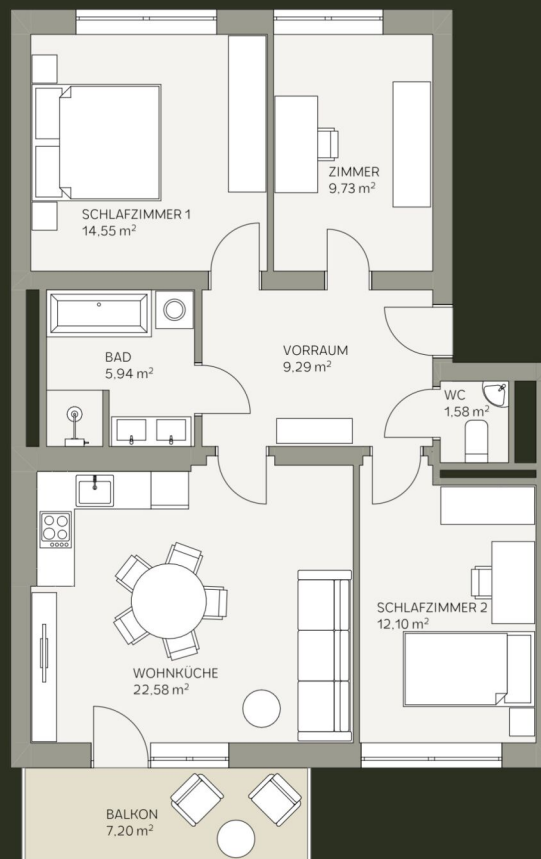 SCHLAFZIMMER 1
14,55 m²
ZIMMER
9,73 m²
BAD
5,94 m²
VORRAUM
9,29 m²
WC
1,58 m²
SCHLAFZIMMER 2
12,10 m²
WOHNKÜCHE
22,58 m²
BALKON
7,20 m²